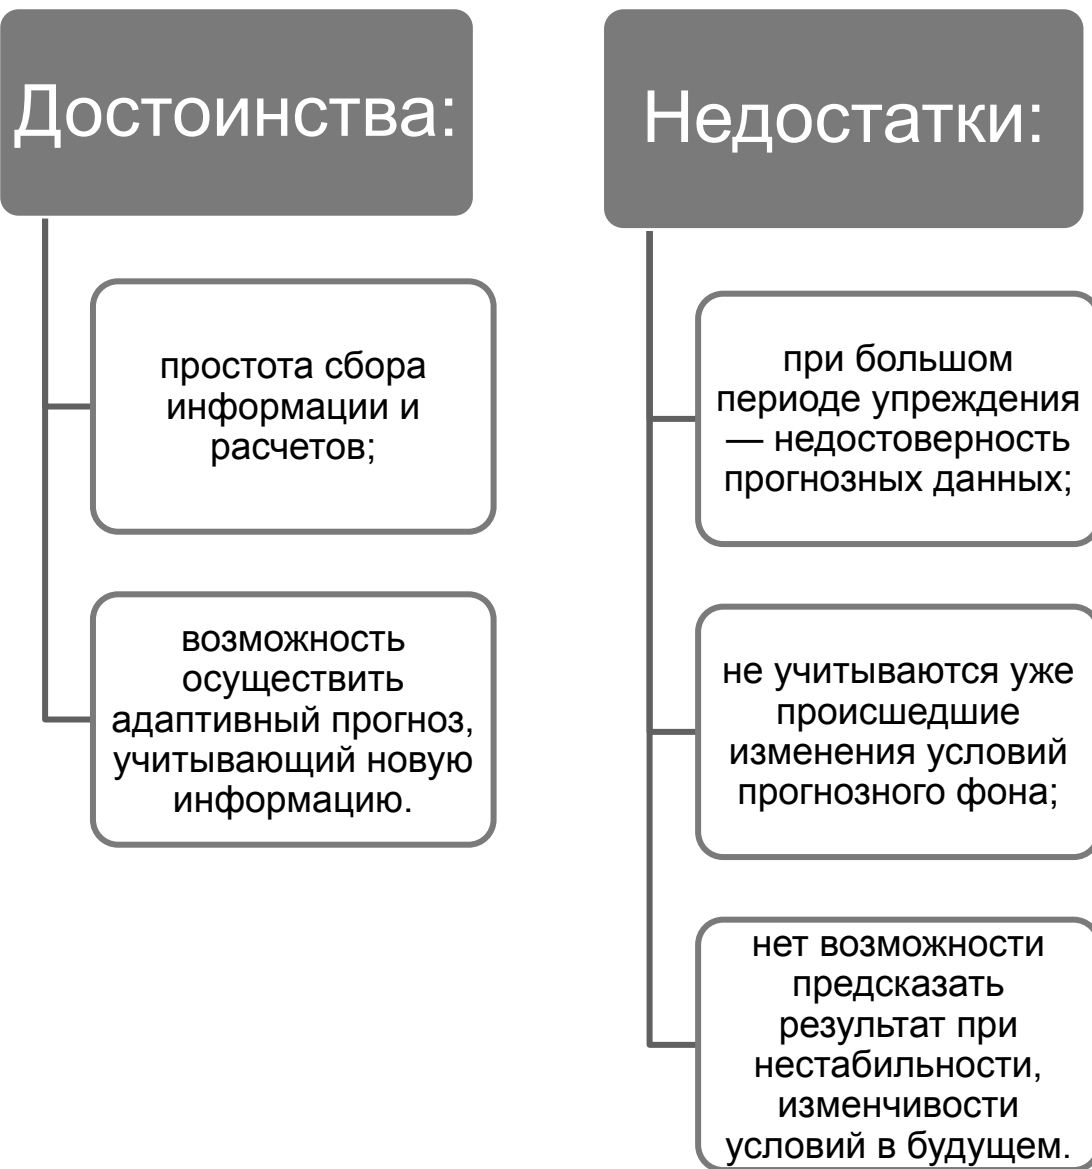 Достоинства:
простота сбора
информации и
расчетов;
возможность
осуществить
адаптивный прогноз,
учитывающий новую
информацию.
Недостатки:
при большом
периоде упреждения
— недостоверность
прогнозных данных;
не учитываются уже
происшедшие
изменения условий
прогнозного фона;
нет возможности
предсказать
результат при
нестабильности,
изменчивости
условий в будущем.